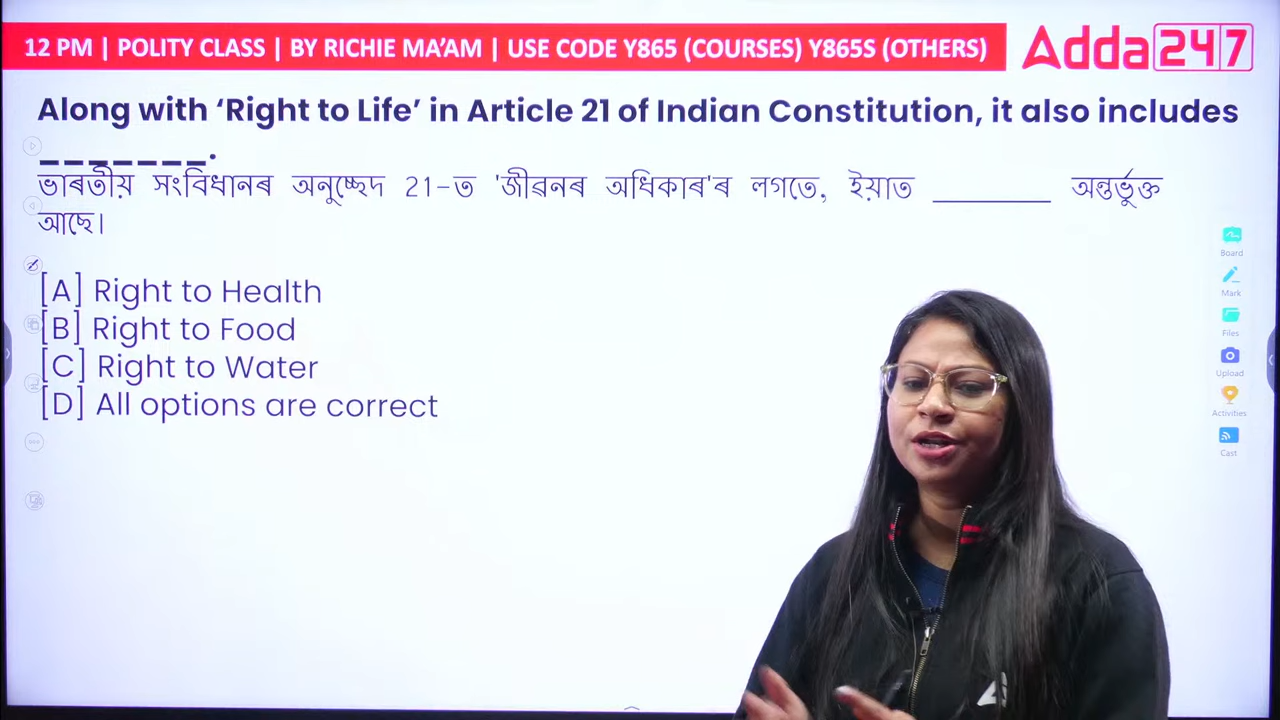 12 PM | POLITY CLASS | BY RICHIE MA'AM | USE CODE Y865 (COURSES) Y865S (OTHERS)
Adda247
Along with ‘Right to Life’ in Article 21 of Indian Constitution, it also includes
_______.
ভাৰতীয় সংবিধানৰ অনুচ্ছেদ 21-ত 'জীৱনৰ অধিকাৰ'ৰ লগতে, ইয়াত ________ অন্তৰ্ভুক্ত
আছে।
[A] Right to Health
[B] Right to Food
[C] Right to Water
[D] All options are correct
Board
Mark
Files
Upload
Activities
Cast